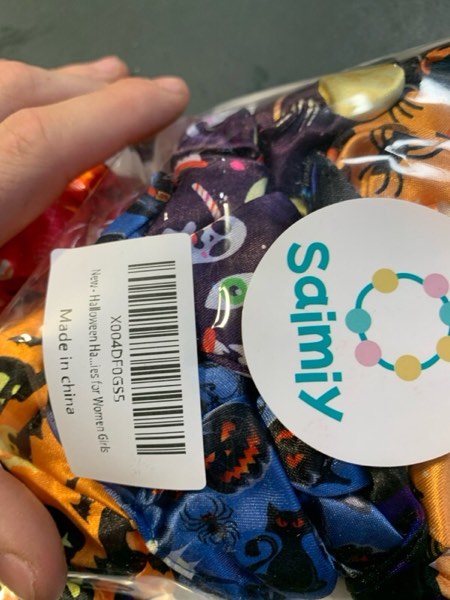 X004DF0GS5
New - Halloween Ha...ies for Women Girls
Made in china
saimiy